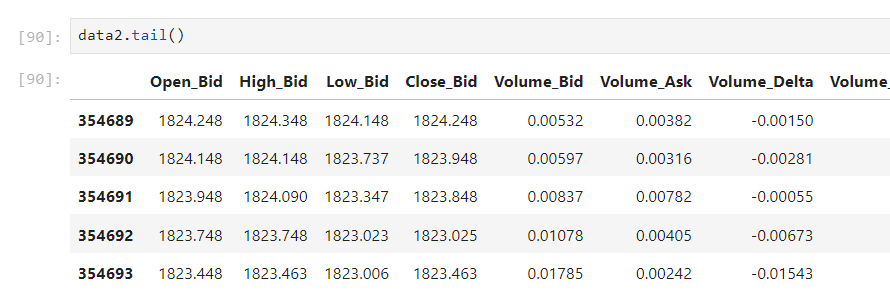 [90]: data2.tail()
[90]:
Open_Bid High_Bid Low_Bid Close_Bid Volume_Bid Volume_Ask Volume_Delta Volume_
354689 1824.248 1824.348 1824.148 1824.248 0.00532 0.00382 -0.00150
354690 1824.148 1824.148 1823.737 1823.948 0.00597 0.00316 -0.00281
354691 1823.948 1824.090 1823.347 1823.848 0.00837 0.00782 -0.00055
354692 1823.748 1823.748 1823.023 1823.025 0.01078 0.00405 -0.00673
354693 1823.448 1823.463 1823.006 1823.463 0.01785 0.00242 -0.01543